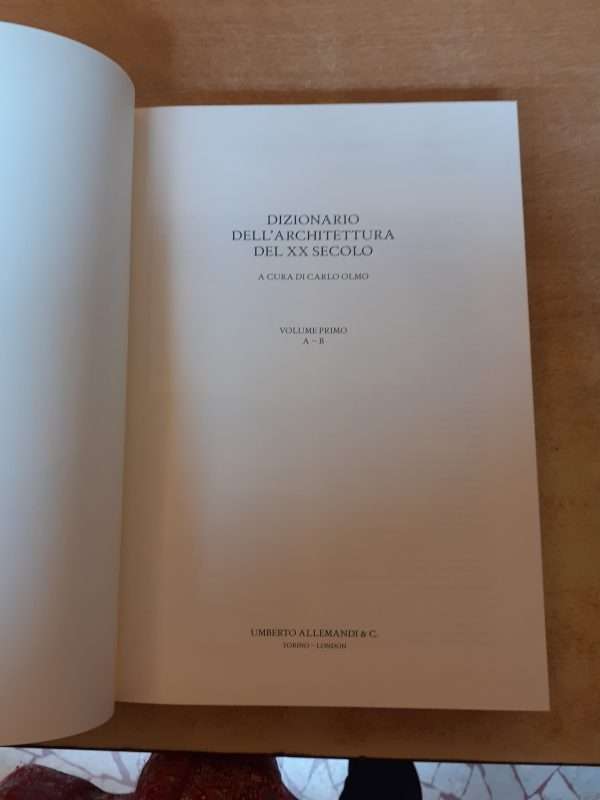 DIZIONARIO
DELL'ARCHITETTURA
DEL XX SECOLO
A CURA DI CARLO OLMO
VOLUME PRIMO
A – B
UMBERTO ALLEMANDI & C.
TORINO – LONDON